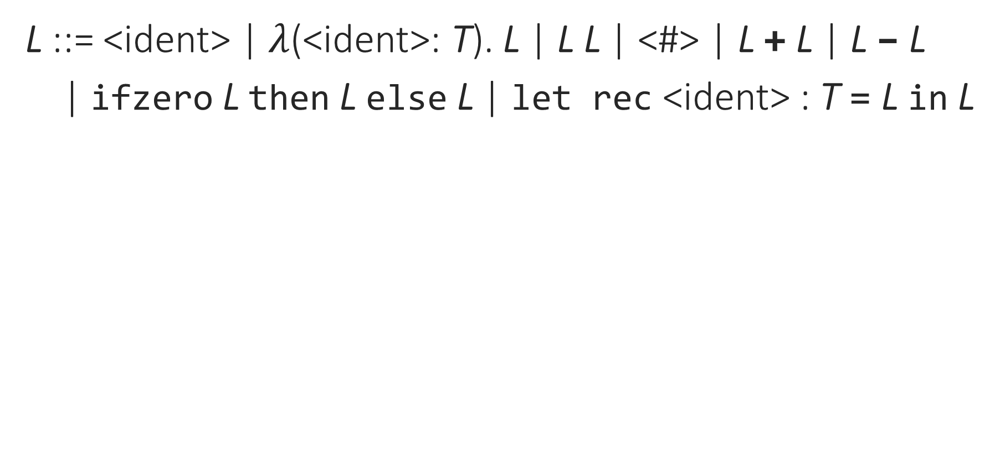 L ::= <ident> | λ(<ident>: T). L | L L | <#> | L + L | L − L
| ifzero L then L else L | let rec <ident> : T = L in L